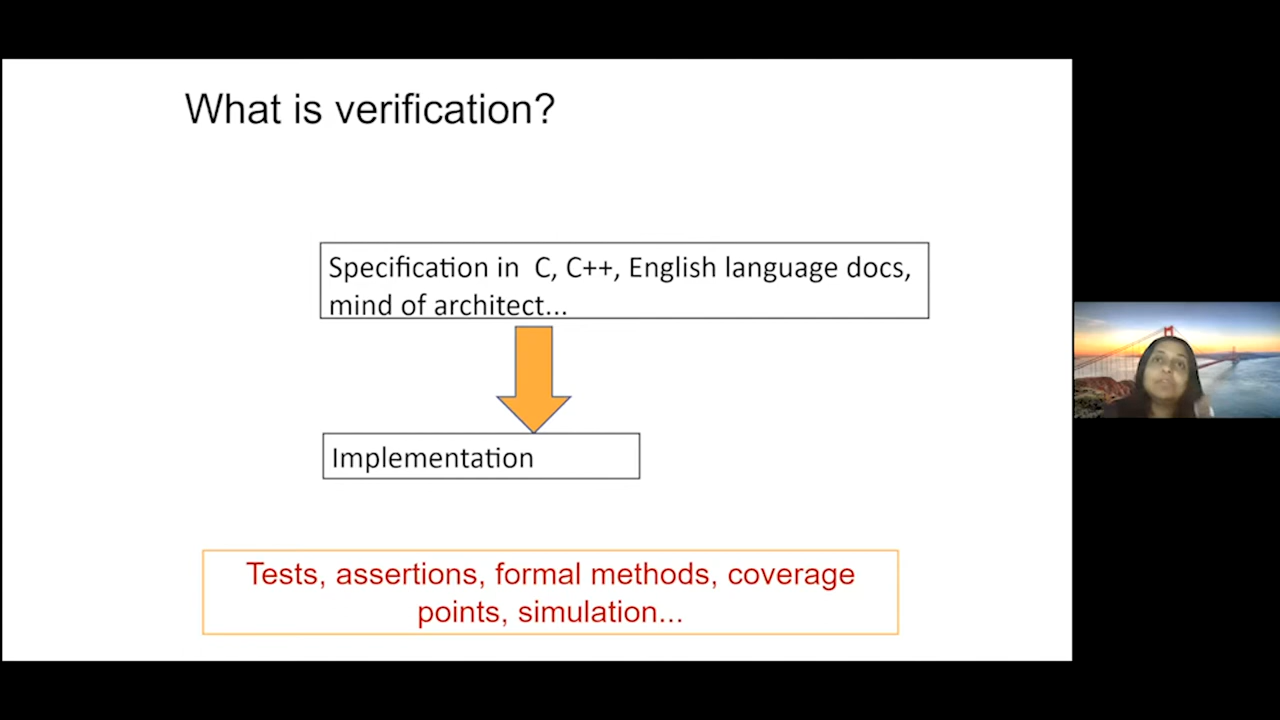 What is verification?
Specification in C, C++, English language docs,
mind of architect...
Implementation
Tests, assertions, formal methods, coverage
points, simulation...